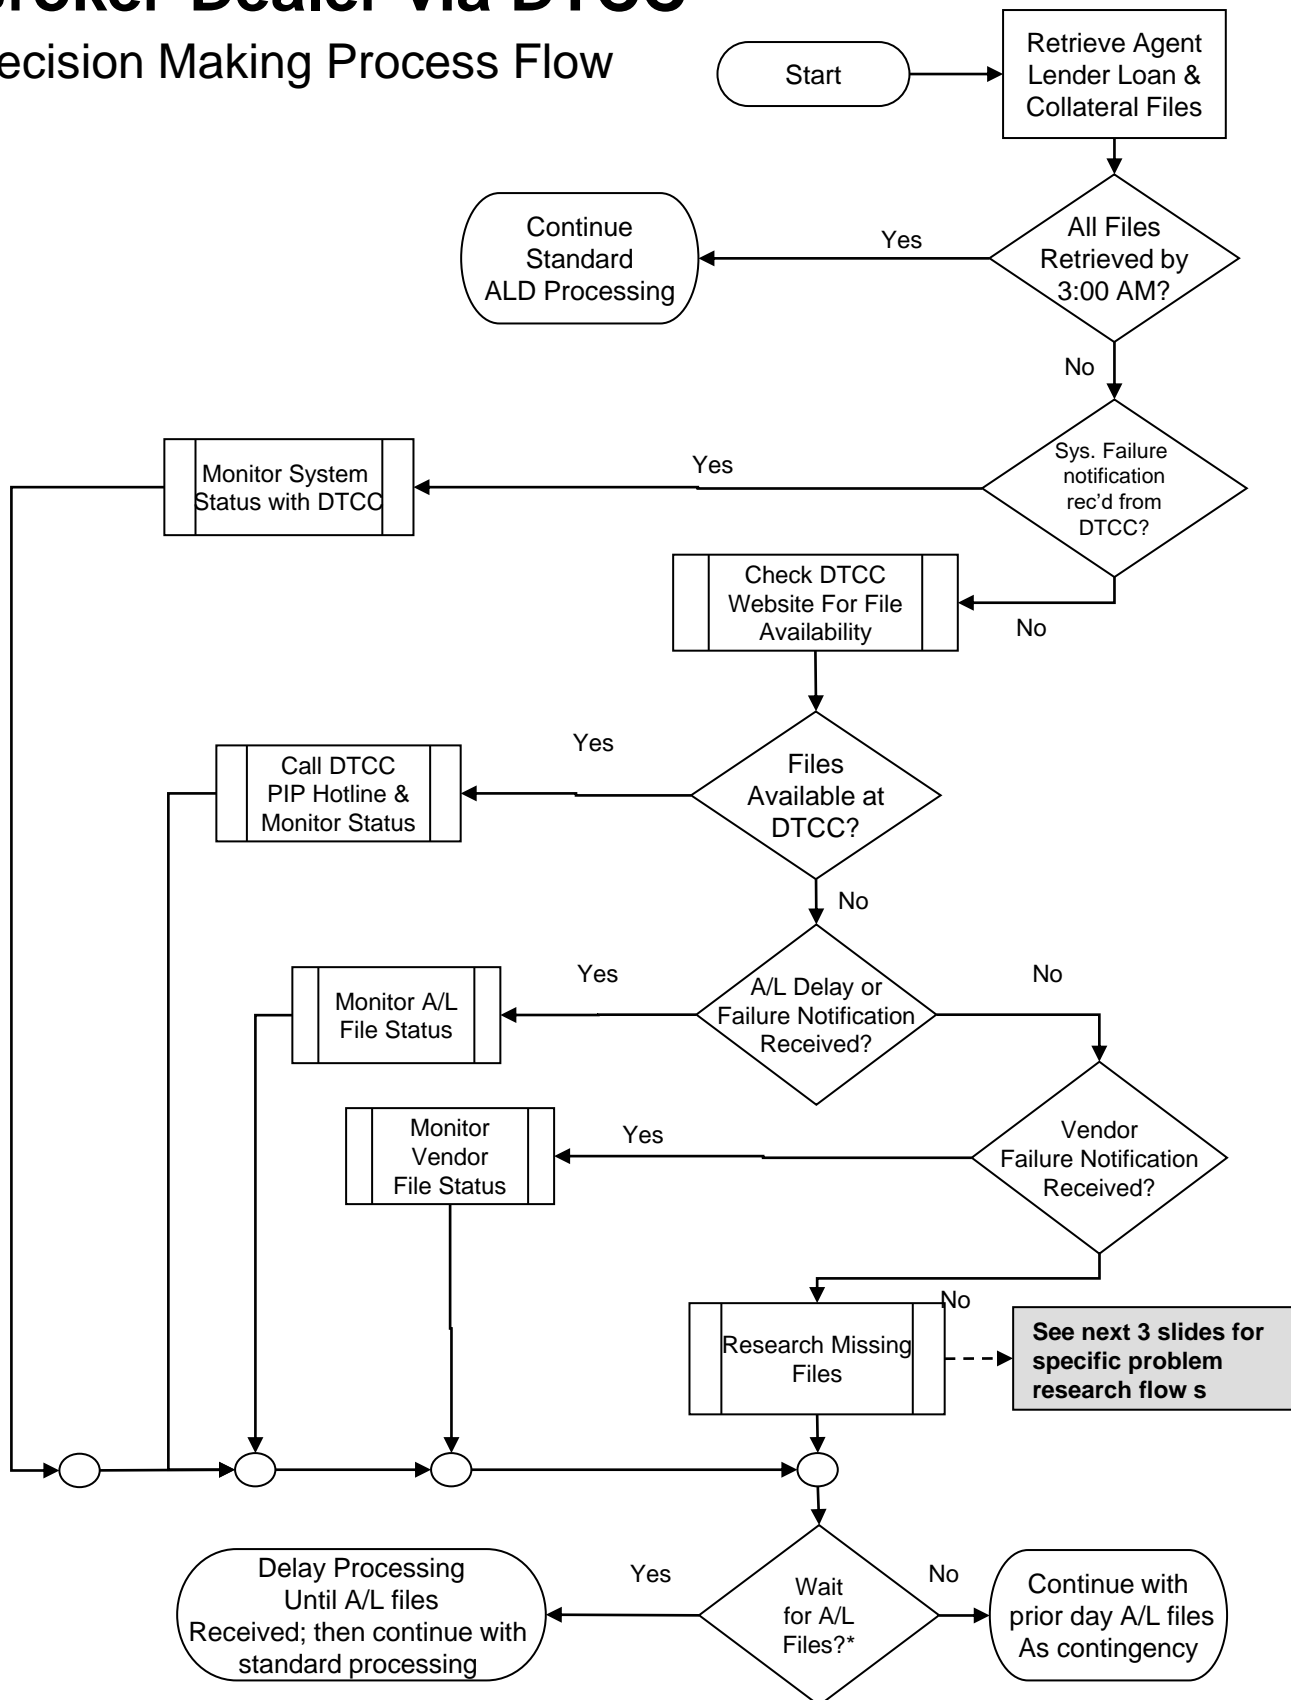 roker-Dealer via DTCC
ecision Making Process Flow
Start
Retrieve Agent
Lender Loan &
Collateral Files
All Files
Retrieved by
3:00 AM?
Yes
Continue
Standard
ALD Processing
No
Sys. Failure
notification
rec'd from
DTCC?
Yes
Monitor System
Status with DTCC
No
Check DTCC
Website For File
Availability
Files
Available at
DTCC?
Yes
Call DTCC
PIP Hotline &
Monitor Status
No
A/L Delay or
Failure Notification
Received?
Yes
Monitor A/L
File Status
No
Vendor
Failure Notification
Received?
Yes
Monitor
Vendor
File Status
No
Research Missing
Files
See next 3 slides for
specific problem
research flow s
Wait
for A/L
Files?*
Yes
Delay Processing
Until A/L files
Received; then continue with
standard processing
No
Continue with
prior day A/L files
As contingency